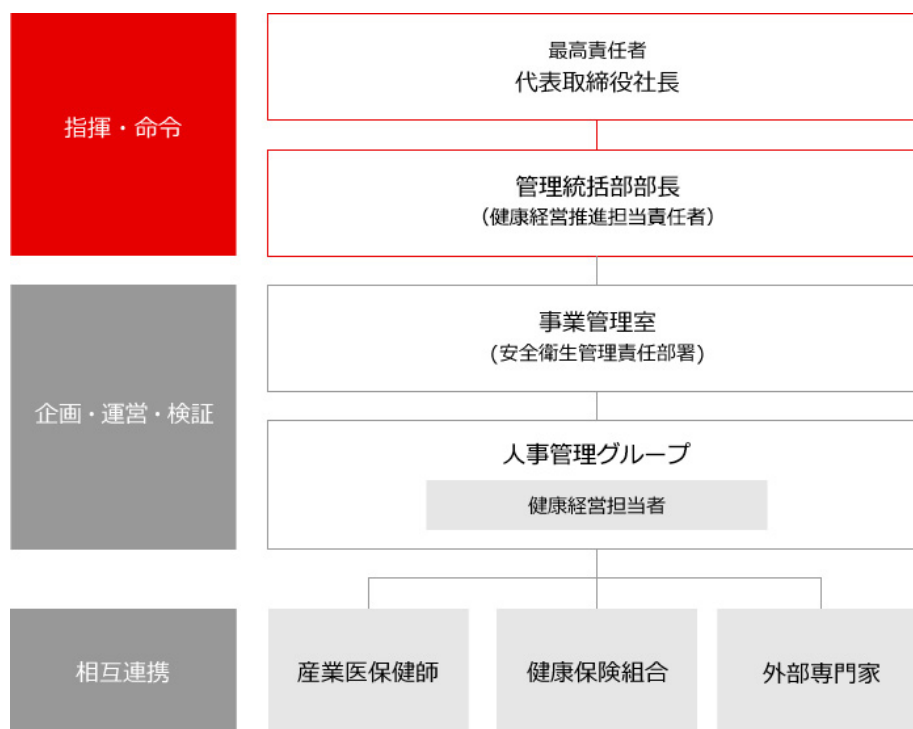 指揮・命令
最高責任者
代表取締役社長
管理統括部部長
（健康経営推進担当責任者）
企画・運営・検証
事業管理室
(安全衛生管理責任部署)
人事管理グループ
健康経営担当者
相互連携
産業医保健師
健康保険組合
外部専門家